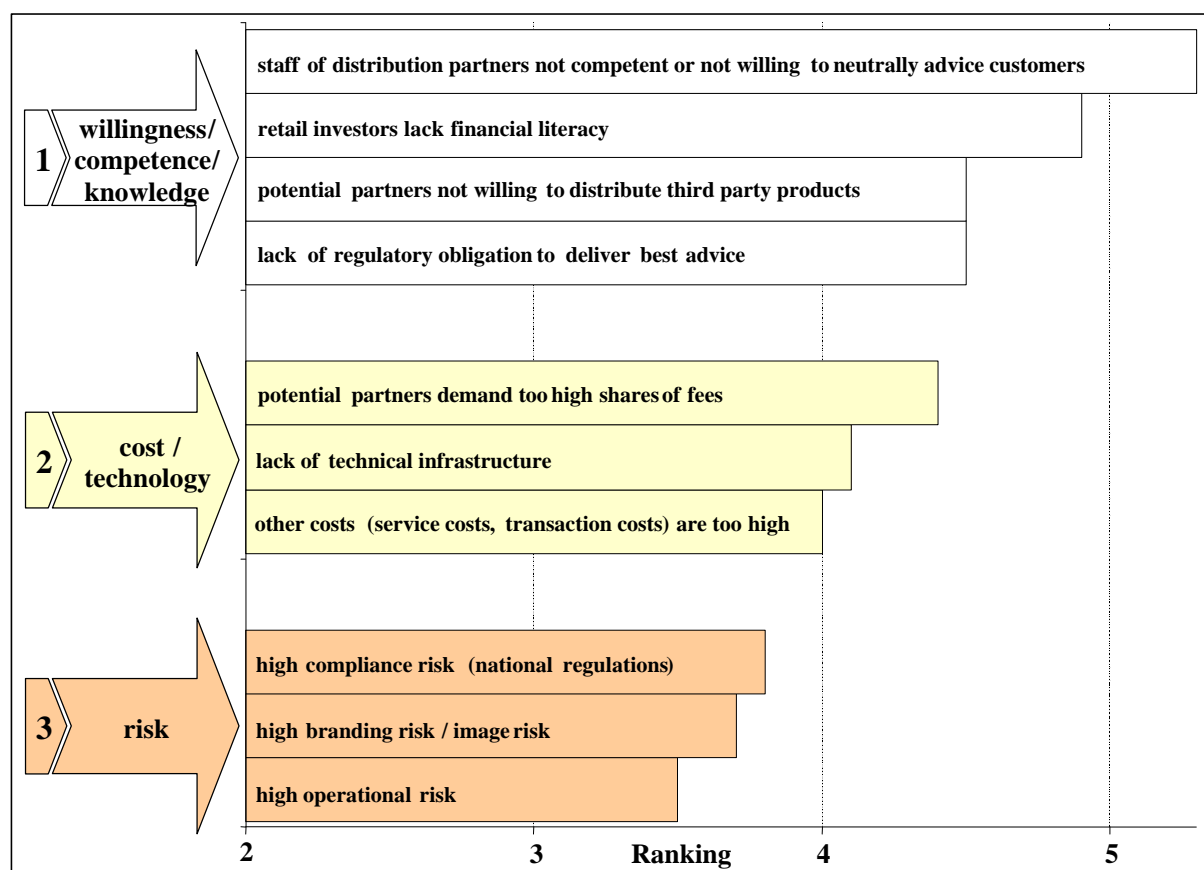 1
willingness/
competence/
knowledge
staff of distribution partners not competent or not willing to neutrally advice customers
retail investors lack financial literacy
potential partners not willing to distribute third party products
lack of regulatory obligation to deliver best advice
2
cost /
technology
potential partners demand too high shares of fees
lack of technical infrastructure
other costs (service costs, transaction costs) are too high
3
risk
high compliance risk (national regulations)
high branding risk / image risk
high operational risk
2 3 Ranking 4 5